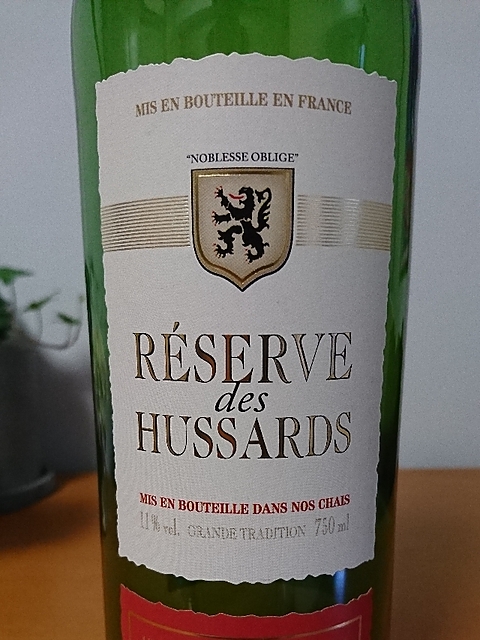 MIS EN BOUTEILLE EN FRANCE
"NOBLESSE OBLIGE"
RÉSERVE
des
HUSSARDS
MIS EN BOUTEILLE DANS NOS CHAIS
11% vol. GRANDE TRADITION 750 ml